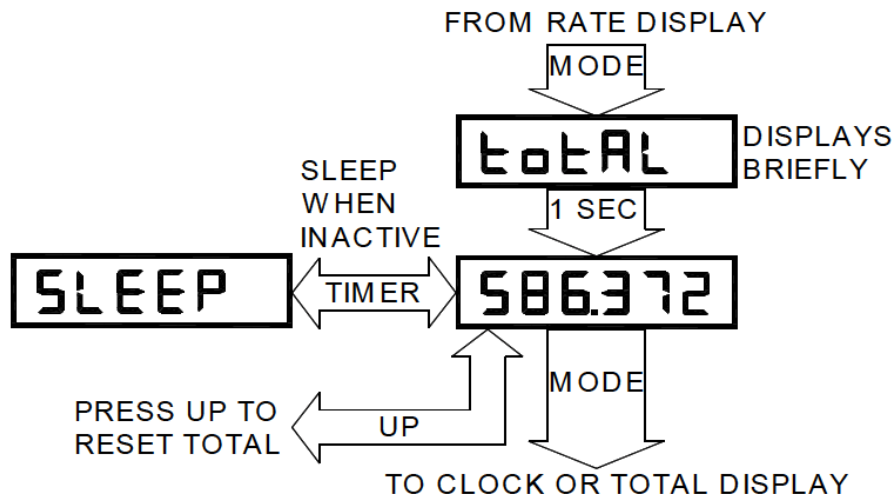 FROM RATE DISPLAY
MODE
totAL
DISPLAYS
BRIEFLY
1 SEC
SLEEP
WHEN
INACTIVE
SLEEP
TIMER
586.372
MODE
PRESS UP TO
RESET TOTAL
UP
TO CLOCK OR TOTAL DISPLAY